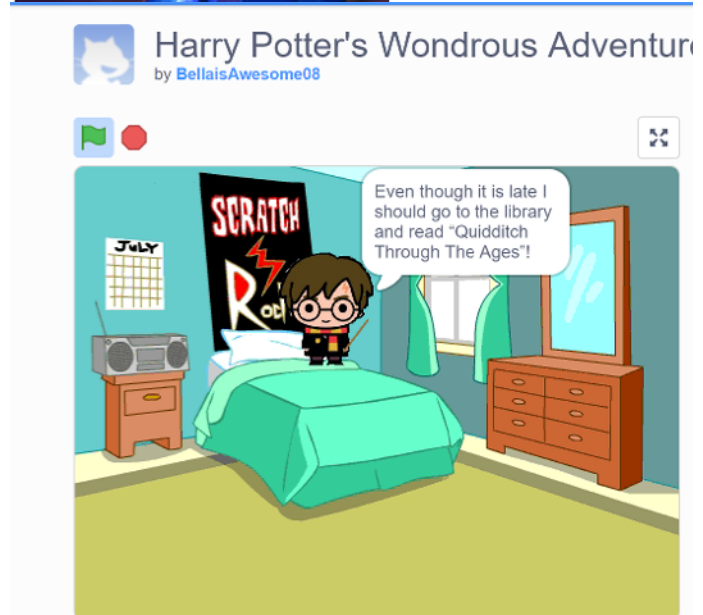 Harry Potter's Wondrous
by BellaisAwesome08
Even though it is late I
should go to the library
and read “Quidditch
Through The Ages”!
SCRATCH
JULY